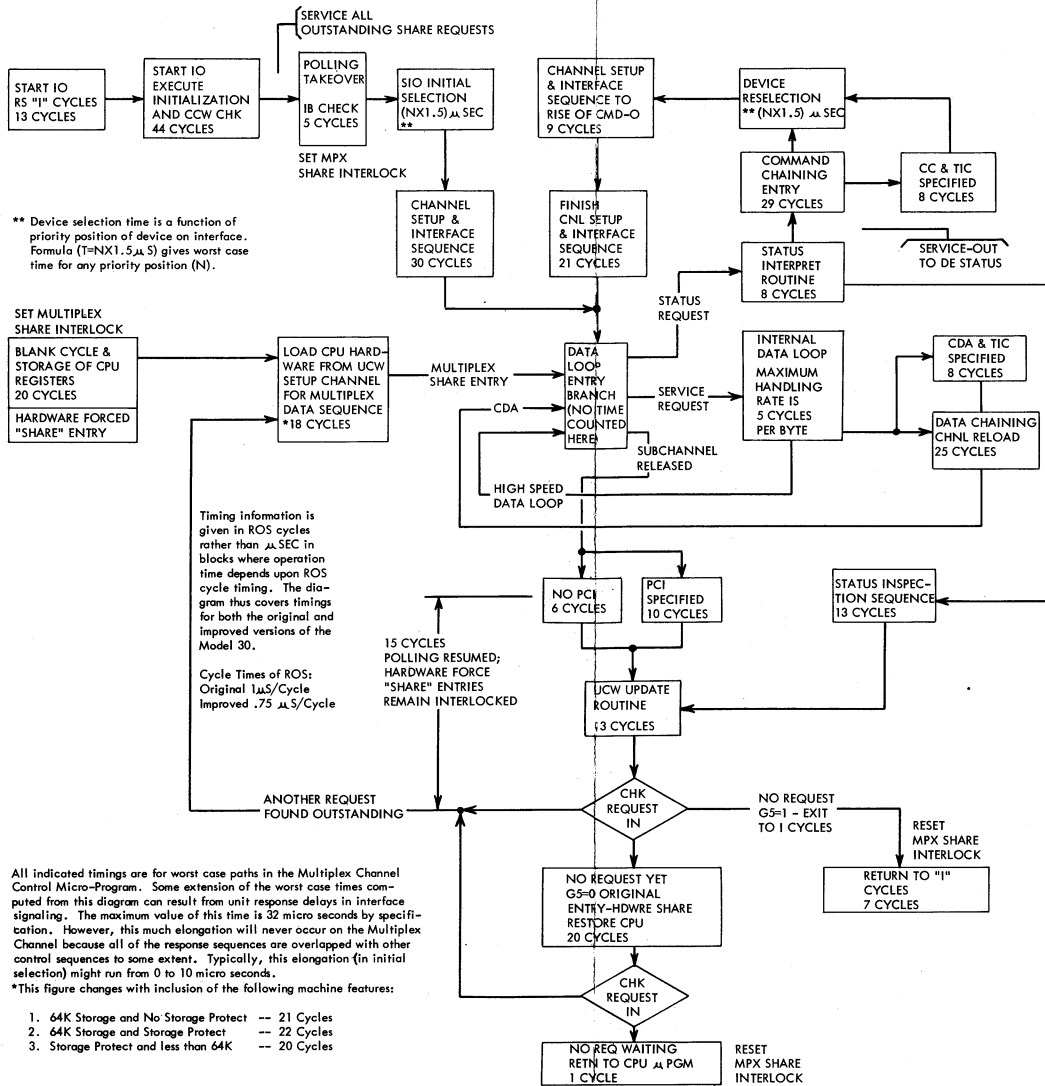 SERVICE ALL
OUTSTANDING SHARE REQUESTS
START IO
RS "I" CYCLES
13 CYCLES
START IO
EXECUTE
INITIALIZATION
AND CCW CHK
44 CYCLES
POLLING
TAKEOVER
IB CHECK
5 CYCLES
SET MPX
SHARE INTERLOCK
SIO INITIAL
SELECTION
(NX1.5) μ SEC
**
CHANNEL SETUP
& INTERFACE
SEQUENCE TO
RISE OF CMD-O
9 CYCLES
DEVICE
RESELECTION
** (NX1.5) μ SEC
COMMAND
CHAINING
ENTRY
29 CYCLES
CC & TIC
SPECIFIED
8 CYCLES
** Device selection time is a function of
priority position of device on interface.
Formula (T=NX1.5μ S) gives worst case
time for any priority position (N).
CHANNEL
SETUP &
INTERFACE
SEQUENCE
30 CYCLES
FINISH
CNL SETUP
& INTERFACE
SEQUENCE
21 CYCLES
STATUS
INTERPRET
ROUTINE
8 CYCLES
SERVICE-OUT
TO DE STATUS
STATUS
REQUEST
SET MULTIPLEX
SHARE INTERLOCK
BLANK CYCLE &
STORAGE OF CPU
REGISTERS
20 CYCLES
HARDWARE FORCED
"SHARE" ENTRY
LOAD CPU HARD-
WARE FROM UCW
SETUP CHANNEL
FOR MULTIPLEX
DATA SEQUENCE
*18 CYCLES
MULTIPLEX
SHARE ENTRY
CDA
DATA
LOOP
ENTRY
BRANCH
(NO TIME
COUNTED
HERE)
SERVICE
REQUEST
SUBCHANNEL
RELEASED
INTERNAL
DATA LOOP
MAXIMUM
HANDLING
RATE IS
5 CYCLES
PER BYTE
CDA & TIC
SPECIFIED
8 CYCLES
DATA CHAINING
CHNL RELOAD
25 CYCLES
HIGH SPEED
DATA LOOP
Timing information is
given in ROS cycles
rather than μ SEC in
blocks where operation
time depends upon ROS
cycle timing. The dia-
gram thus covers timings
for both the original and
improved versions of the
Model 30.
Cycle Times of ROS:
Original 1μS/Cycle
Improved .75 μS/Cycle
15 CYCLES
POLLING RESUMED;
HARDWARE FORCE
"SHARE" ENTRIES
REMAIN INTERLOCKED
NO PCI
6 CYCLES
PCI
SPECIFIED
10 CYCLES
STATUS INSPEC-
TION SEQUENCE
13 CYCLES
UCW UPDATE
ROUTINE
13 CYCLES
CHK
REQUEST
IN
ANOTHER REQUEST
FOUND OUTSTANDING
NO REQUEST
G5=1 - EXIT
TO I CYCLES
RESET
MPX SHARE
INTERLOCK
RETURN TO "I"
CYCLES
7 CYCLES
NO REQUEST YET
G5=0 ORIGINAL
ENTRY-HDWRE SHARE
RESTORE CPU
20 CYCLES
CHK
REQUEST
IN
NO REQ WAITING
RETN TO CPU μ PGM
1 CYCLE
RESET
MPX SHARE
INTERLOCK
All indicated timings are for worst case paths in the Multiplex Channel
Control Micro-Program. Some extension of the worst case times com-
puted from this diagram can result from unit response delays in interface
signaling. The maximum value of this time is 32 micro seconds by specifi-
cation. However, this much elongation will never occur on the Multiplex
Channel because all of the response sequences are overlapped with other
control sequences to some extent. Typically, this elongation (in initial
selection) might run from 0 to 10 micro seconds.
*This figure changes with inclusion of the following machine features:
1. 64K Storage and No Storage Protect -- 21 Cycles
2. 64K Storage and Storage Protect -- 22 Cycles
3. Storage Protect and less than 64K -- 20 Cycles